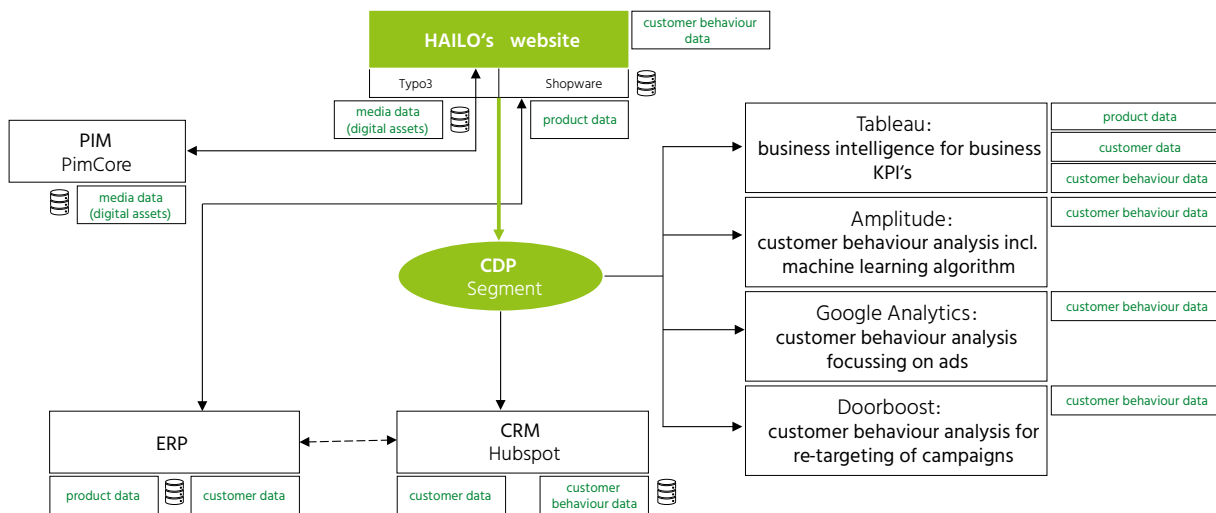 HAILO‘s website
customer behaviour
data
Typo3
Shopware
media data
(digital assets)
product data
PIM
PimCore
media data
(digital assets)
CDP
Segment
Tableau:
business intelligence for business
KPI‘s
product data
customer data
customer behaviour data
Amplitude:
customer behaviour analysis incl.
machine learning algorithm
customer behaviour data
Google Analytics:
customer behaviour analysis
focussing on ads
customer behaviour data
Doorboost:
customer behaviour analysis for
re-targeting of campaigns
customer behaviour data
ERP
product data
customer data
CRM
Hubspot
customer data
customer
behaviour data